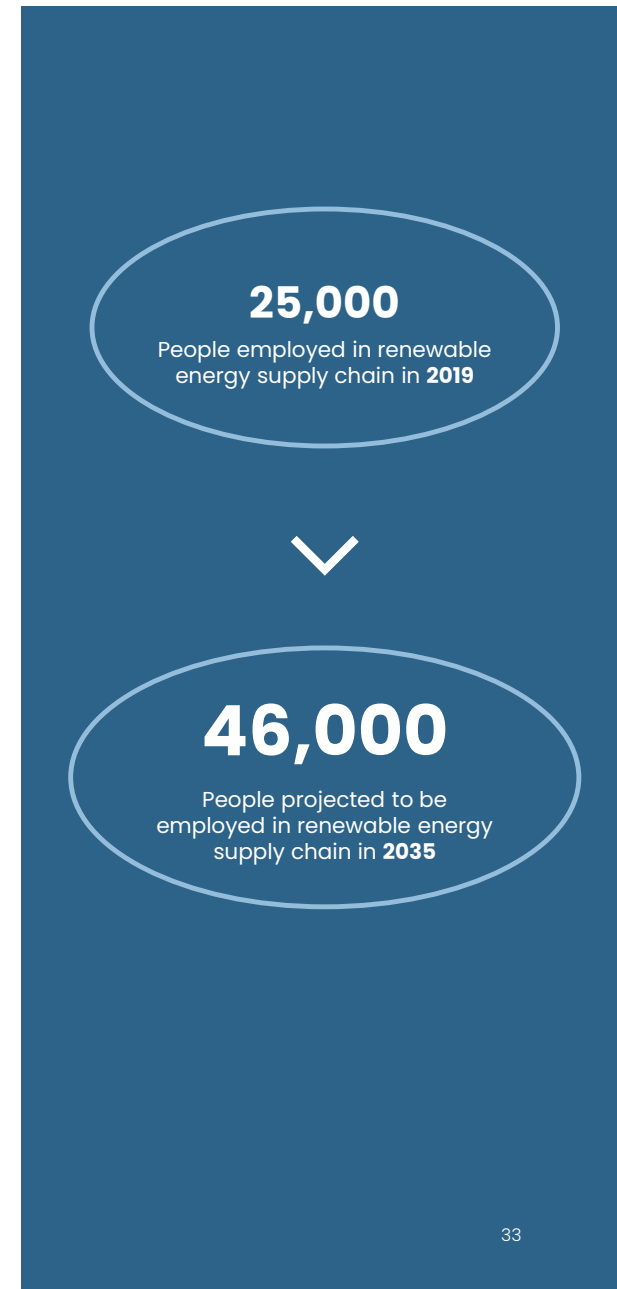 25,000
People employed in renewable
energy supply chain in 2019
46,000
People projected to be
employed in renewable energy
supply chain in 2035
33